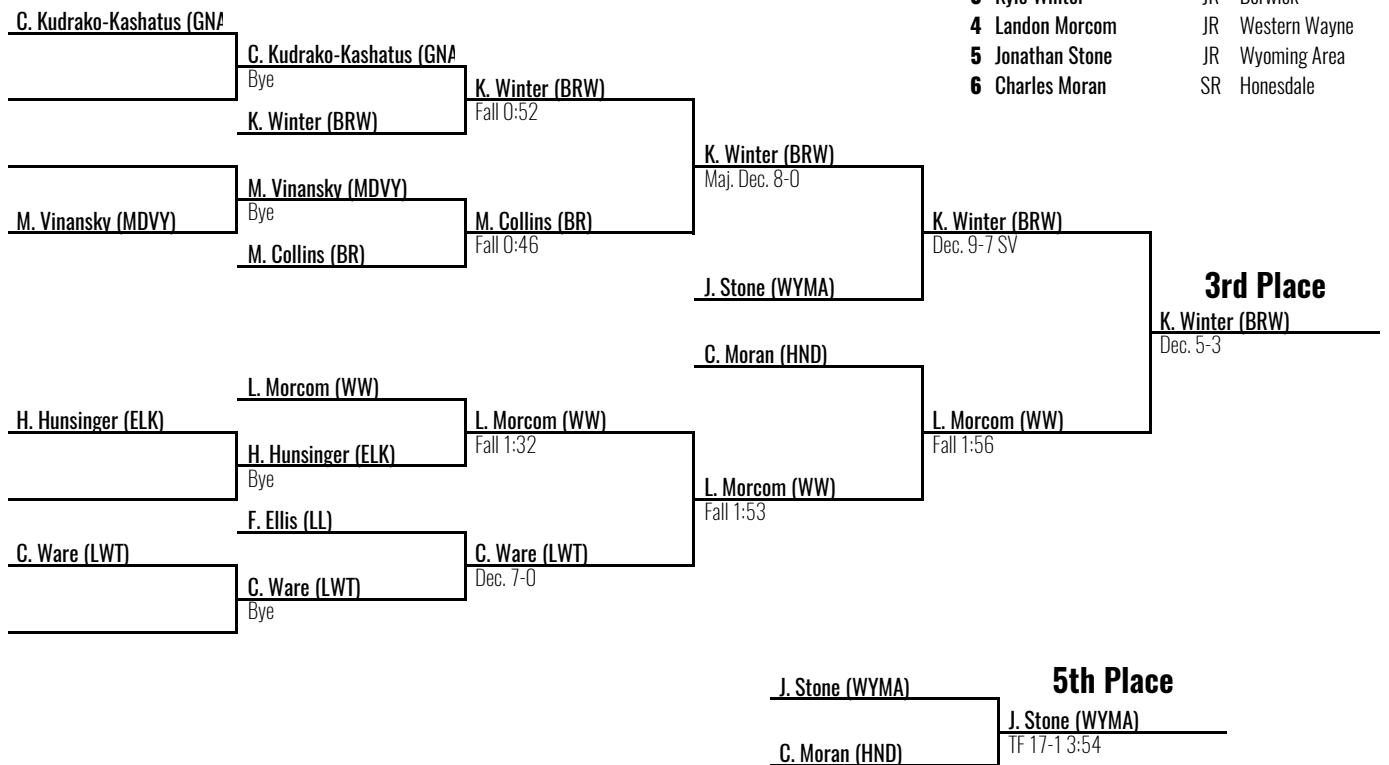 3 Kyle Winter JR Berwick
4 Landon Morcom JR Western Wayne
5 Jonathan Stone JR Wyoming Area
6 Charles Moran SR Honesdale
C. Kudrako-Kashatus (GNA
C. Kudrako-Kashatus (GNA
Bye
K. Winter (BRW)
K. Winter (BRW)
Fall 0:52
M. Vinansky (MDVY)
M. Vinansky (MDVY)
Bye
M. Collins (BR)
M. Collins (BR)
Fall 0:46
K. Winter (BRW)
Maj. Dec. 8-0
J. Stone (WYMA)
K. Winter (BRW)
Dec. 9-7 SV
3rd Place
K. Winter (BRW)
Dec. 5-3
C. Moran (HND)
L. Morcom (WW)
H. Hunsinger (ELK)
H. Hunsinger (ELK)
Bye
L. Morcom (WW)
Fall 1:32
L. Morcom (WW)
Fall 1:56
L. Morcom (WW)
Fall 1:53
F. Ellis (LL)
C. Ware (LWT)
C. Ware (LWT)
Bye
C. Ware (LWT)
Dec. 7-0
5th Place
J. Stone (WYMA)
J. Stone (WYMA)
TF 17-1 3:54
C. Moran (HND)